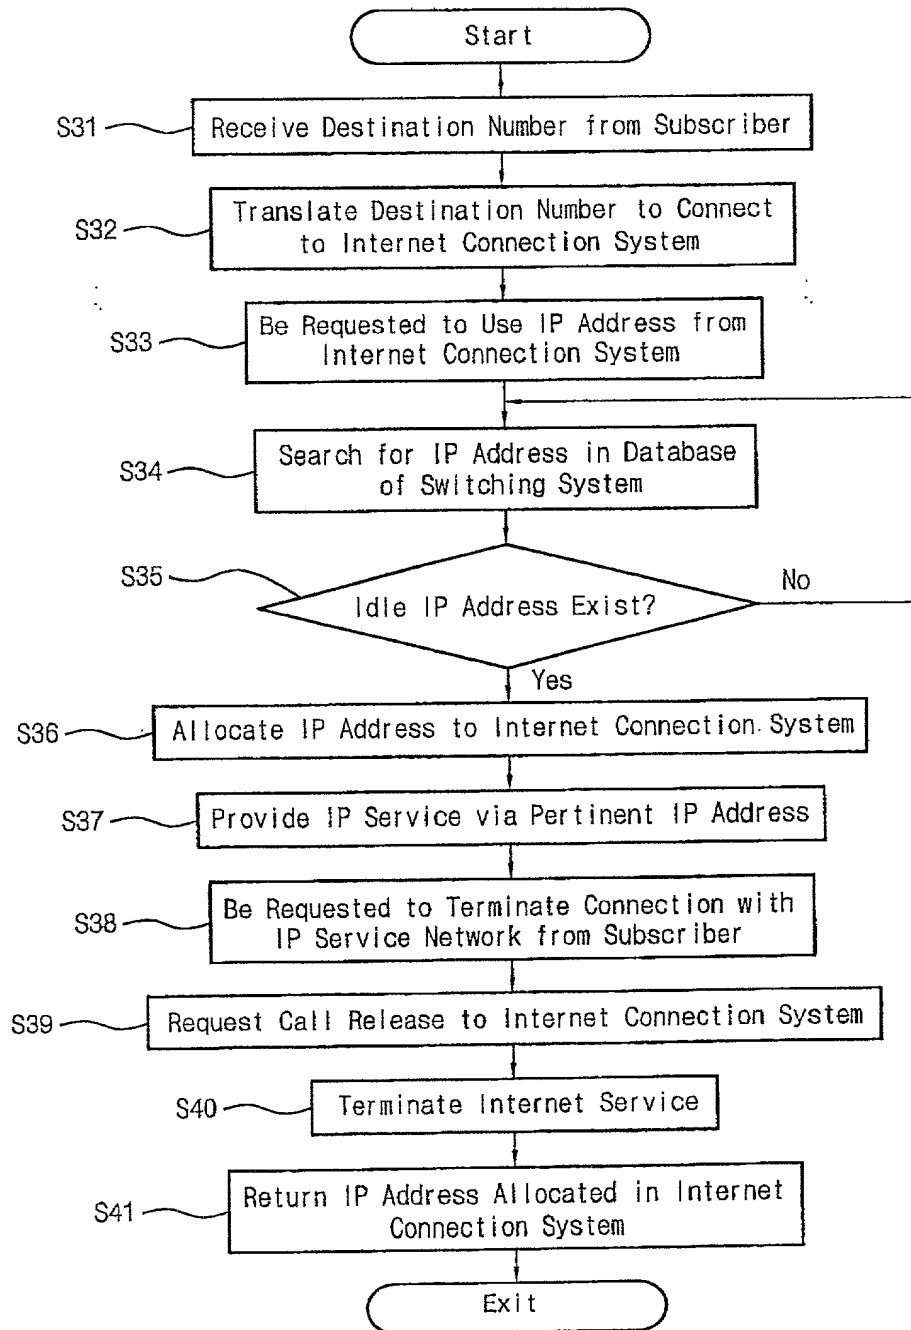 Start
S31
Receive Destination Number from Subscriber
S32
Translate Destination Number to Connect
to Internet Connection System
S33
Be Requested to Use IP Address from
Internet Connection System
S34
Search for IP Address in Database
of Switching System
S35
Idle IP Address Exist?
No
Yes
S36
Allocate IP Address to Internet Connection System
S37
Provide IP Service via Pertinent IP Address
S38
Be Requested to Terminate Connection with
IP Service Network from Subscriber
S39
Request Call Release to Internet Connection System
S40
Terminate Internet Service
S41
Return IP Address Allocated in Internet
Connection System
Exit